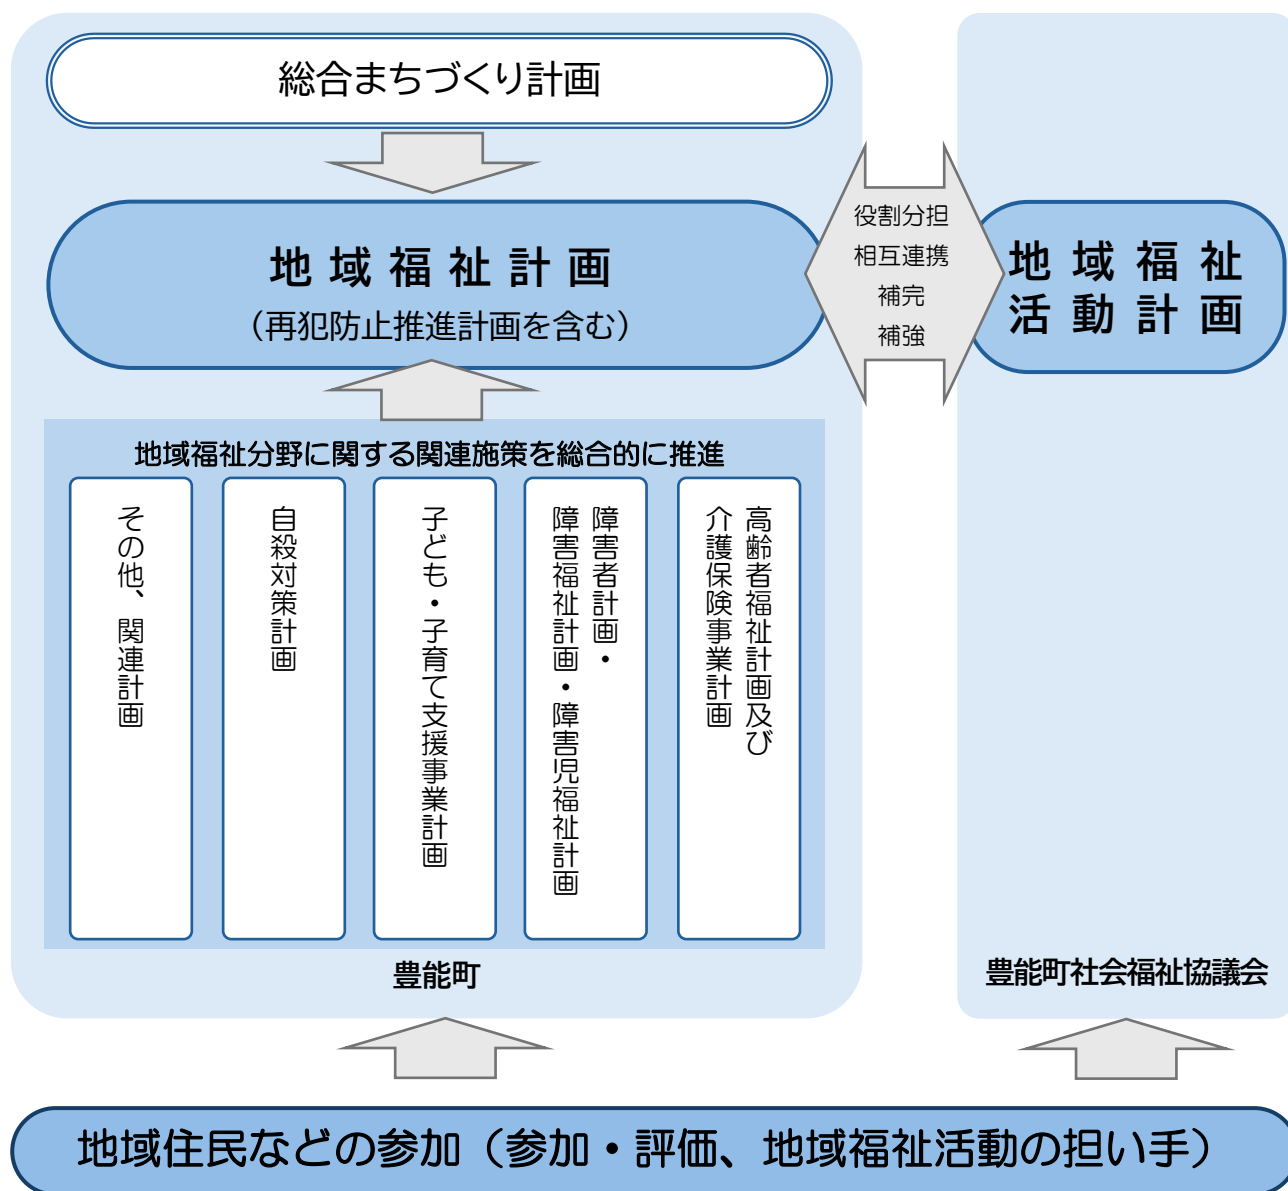 総合まちづくり計画
地域福祉計画
（再犯防止推進計画を含む）
役割分担
相互連携
補完
補強
地域福祉
活動計画
地域福祉分野に関する関連施策を総合的に推進
高齢者福祉計画及び
介護保険事業計画
障害者計画・
障害福祉計画・障害児福祉計画
子ども・子育て支援事業計画
自殺対策計画
その他、関連計画
豊能町
豊能町社会福祉協議会
地域住民などの参加（参加・評価、地域福祉活動の担い手）